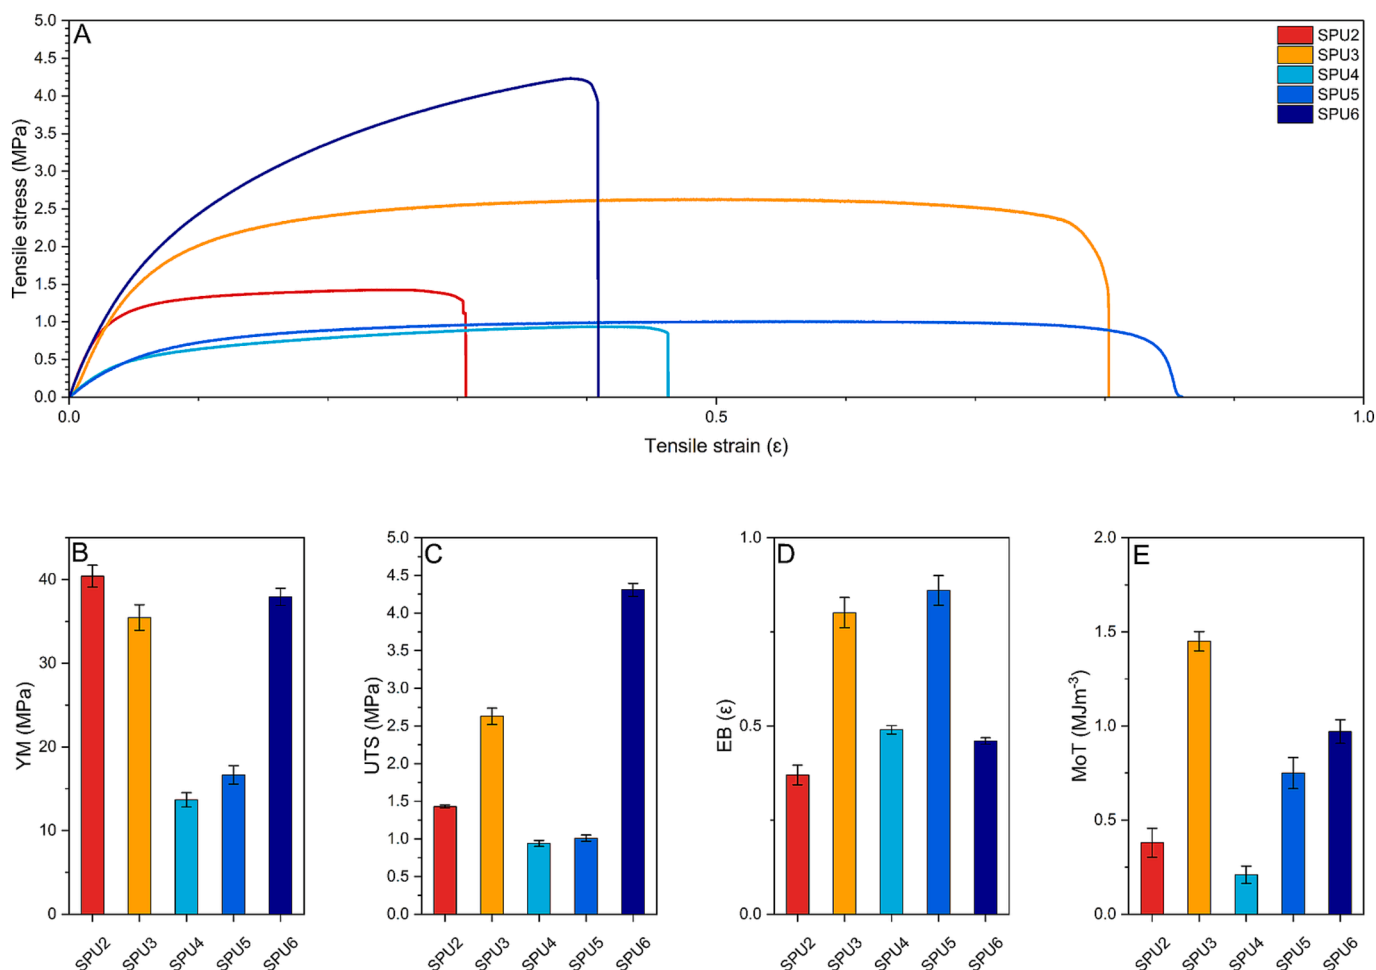 A
5.0
4.5
4.0
3.5
3.0
2.5
2.0
1.5
1.0
0.5
0.0
Tensile stress (MPa)
SPU2
SPU3
SPU4
SPU5
SPU6
0.0 0.5 1.0
Tensile strain (ε)
B
40
30
20
10
0
YM (MPa)
SPU2 SPU3 SPU4 SPU5 SPU6
C
5.0
4.5
4.0
3.5
3.0
2.5
2.0
1.5
1.0
0.5
0.0
UTS (MPa)
SPU2 SPU3 SPU4 SPU5 SPU6
D
1.0
0.5
0.0
EB (ε)
SPU2 SPU3 SPU4 SPU5 SPU6
E
2.0
1.5
1.0
0.5
0.0
MoT (MJm⁻³)
SPU2 SPU3 SPU4 SPU5 SPU6